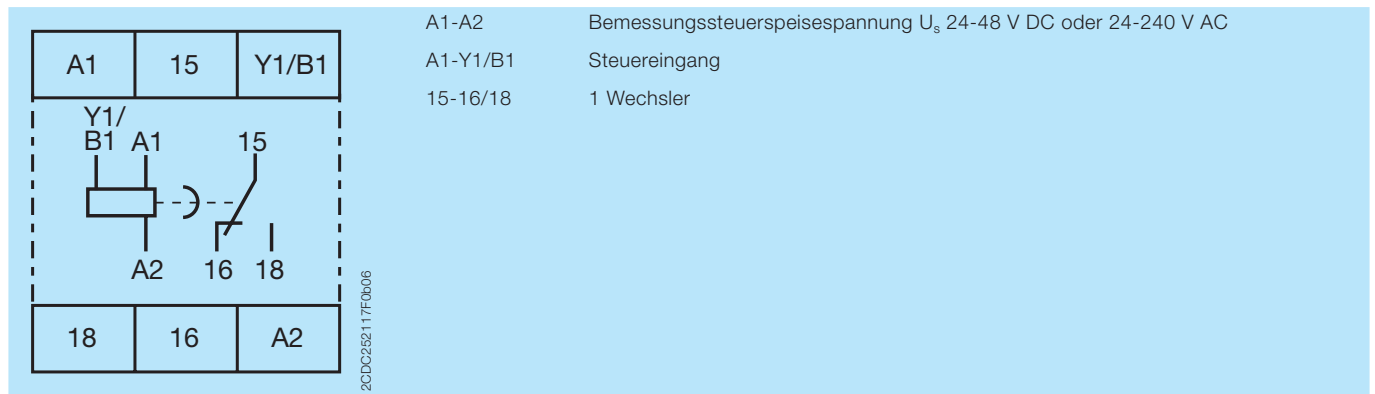 A1 15 Y1/B1
Y1/
B1 A1 15
A2 16 18
18 16 A2
2CDC252117F0b06
A1-A2 Bemessungssteuerspeisespannung Us 24-48 V DC oder 24-240 V AC
A1-Y1/B1 Steuereingang
15-16/18 1 Wechsler